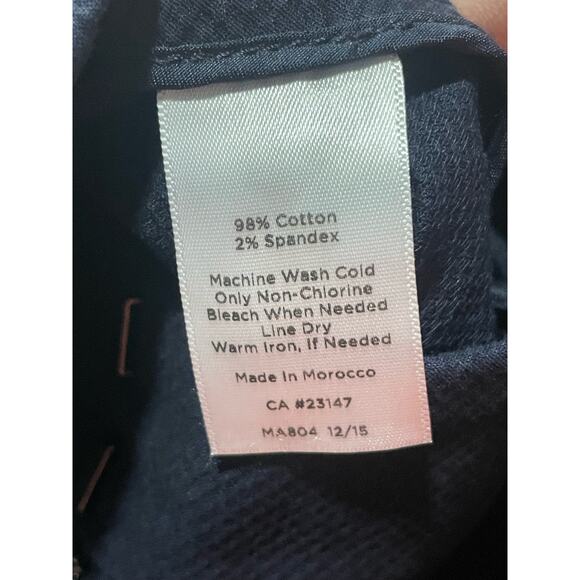 98% Cotton
2% Spandex
Machine Wash Cold
Only Non-Chlorine
Bleach When Needed
Line Dry
Warm Iron, If Needed
Made In Morocco
CA #23147
MA804 12/15